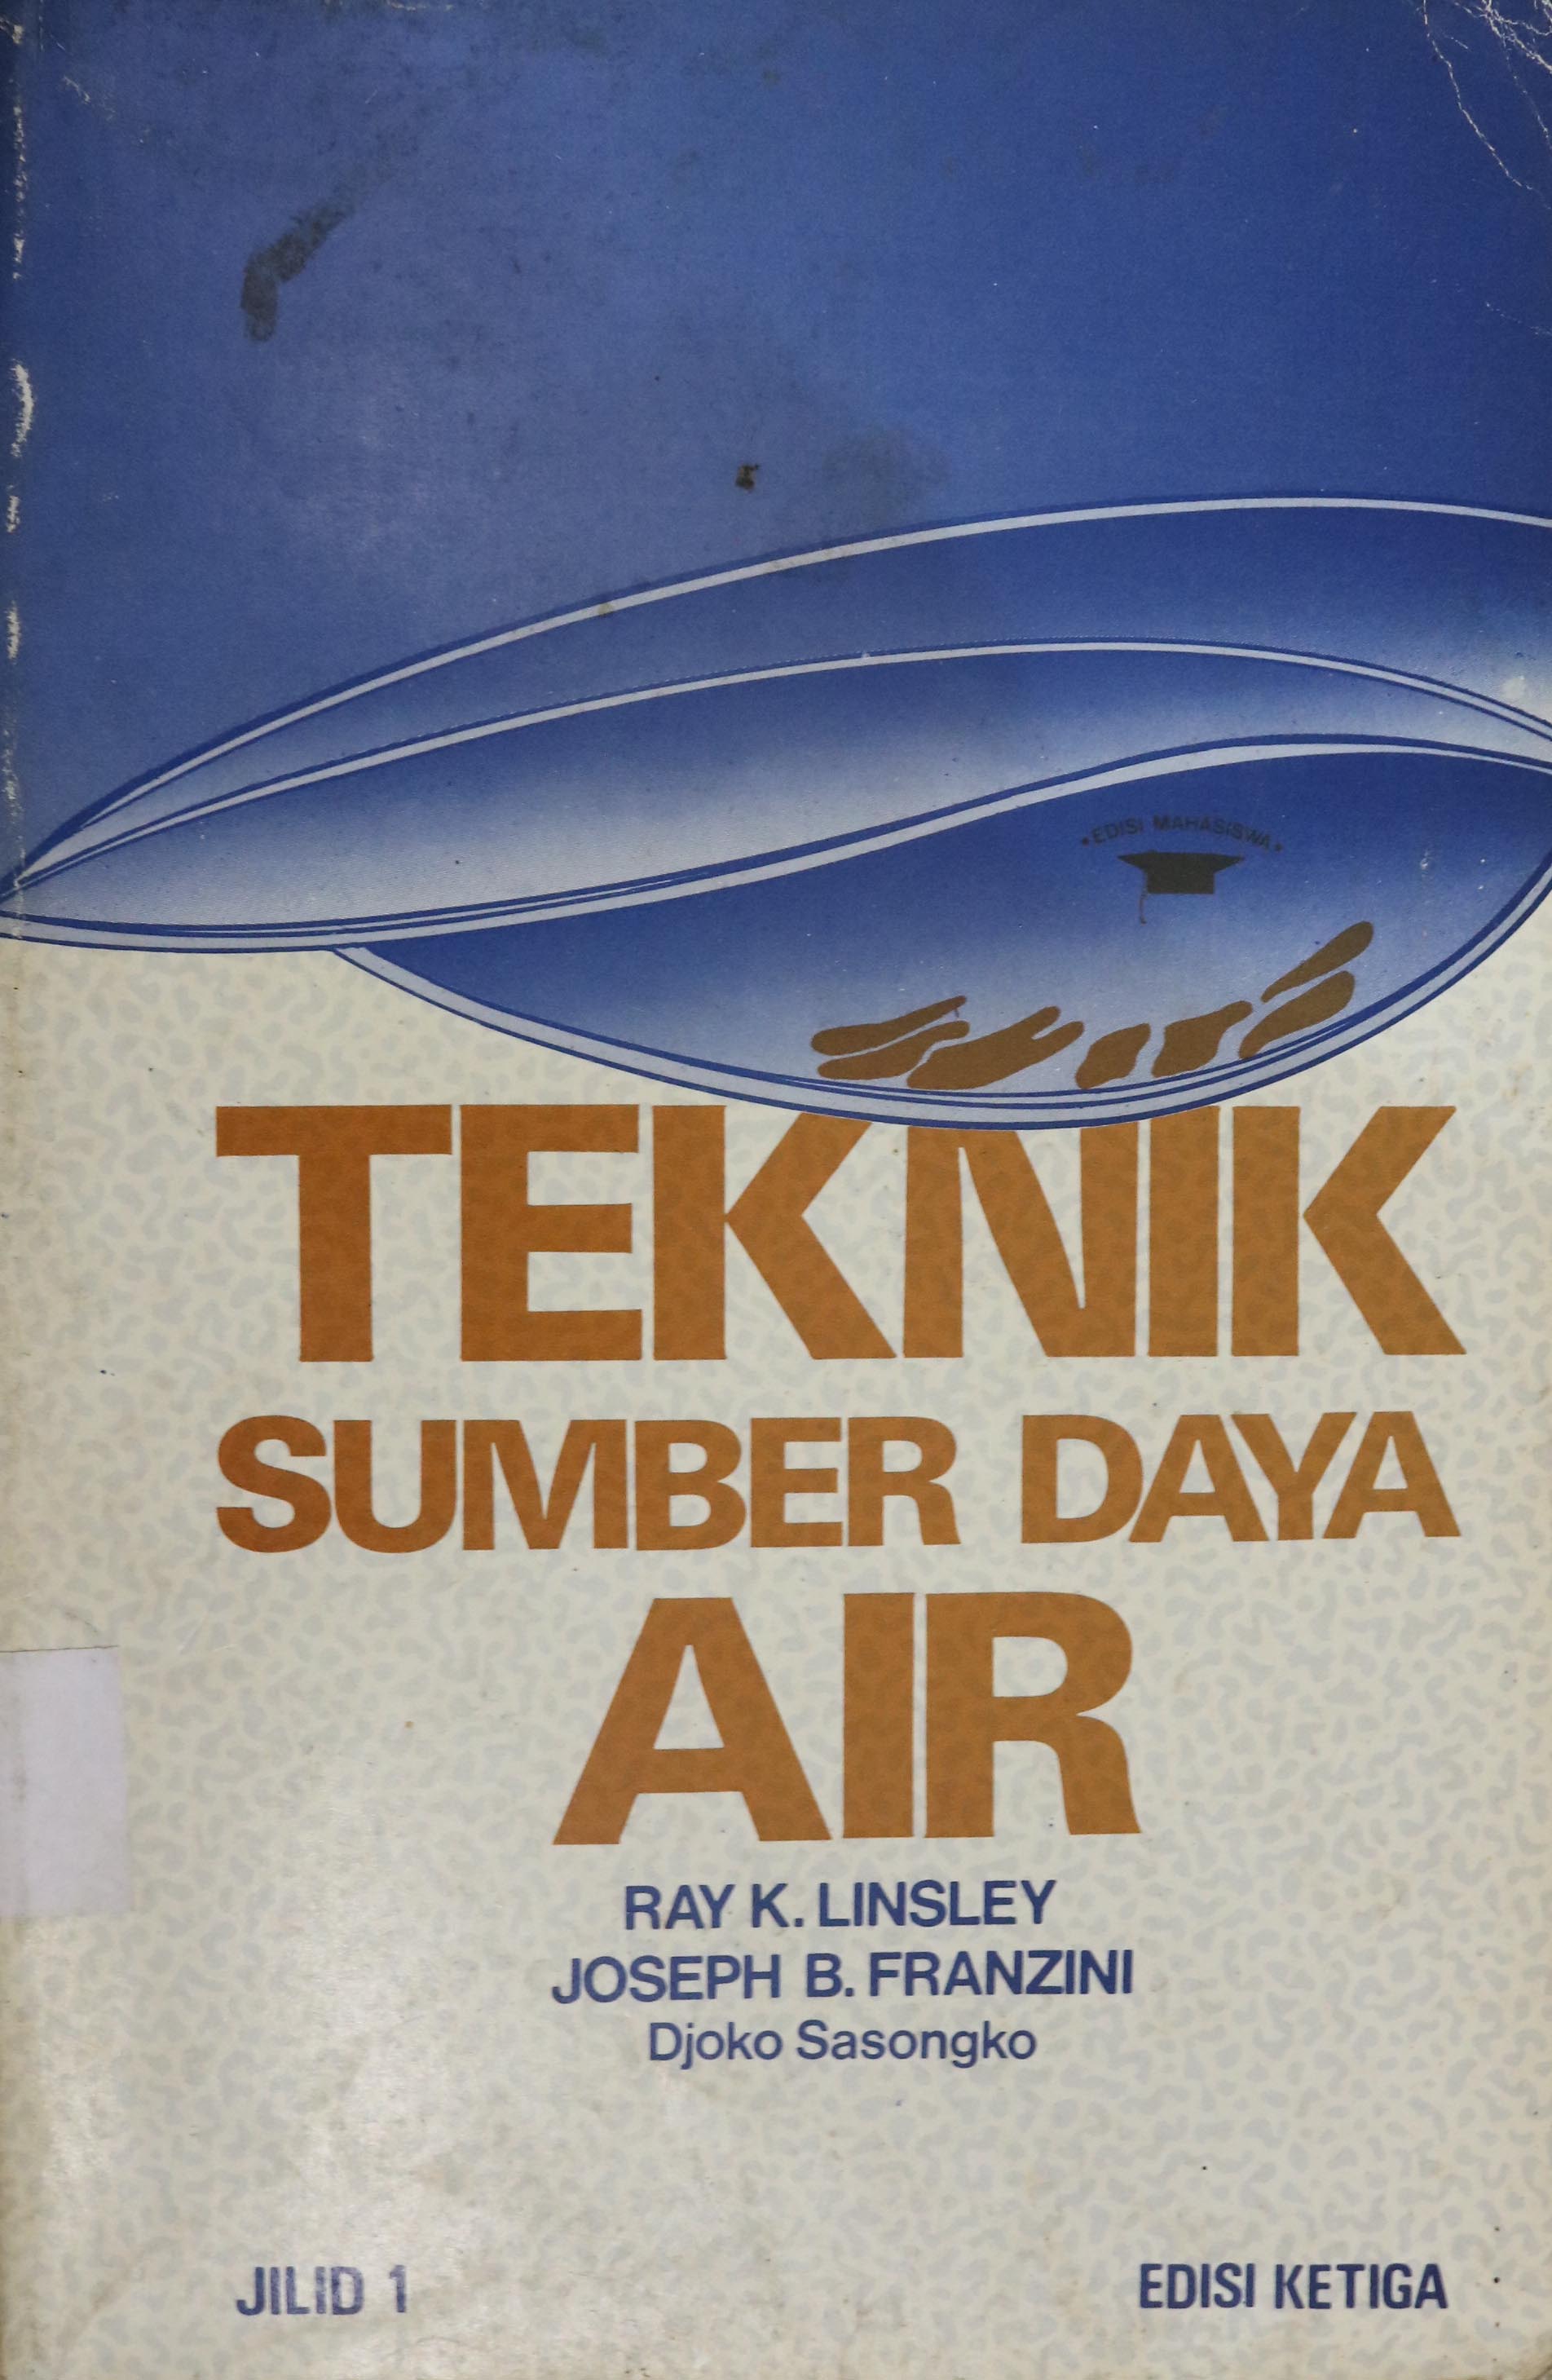 •EDISI MAHASISWA•
TEKNIK
SUMBER DAYA
AIR
RAY K. LINSLEY
JOSEPH B. FRANZINI
Djoko Sasongko
JILID 1
EDISI KETIGA